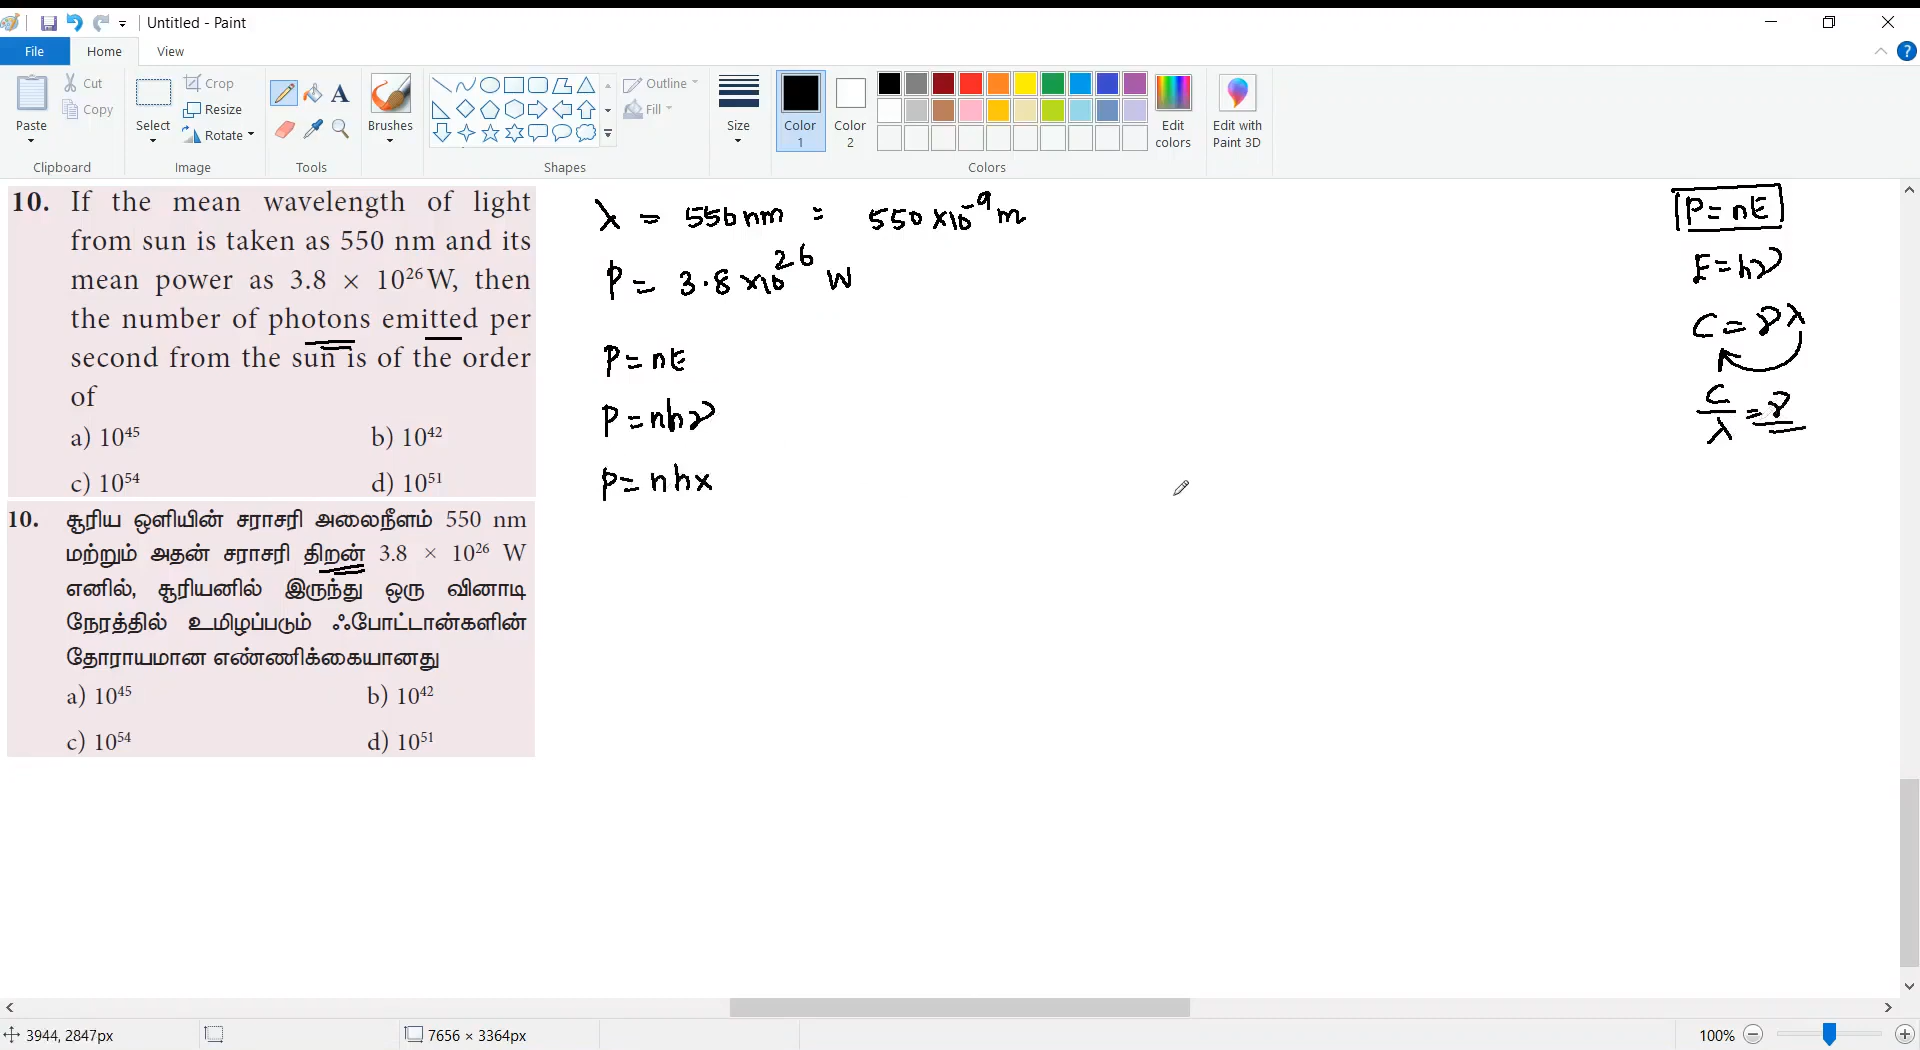 Untitled - Paint
File Home View
Paste
Cut
Copy
Clipboard
Select
Crop
Resize
Rotate
Image
A
Tools
Brushes
Shapes
Outline
Fill
Size
Color 1
Color 2
Edit colors
Edit with Paint 3D
Colors
10. If the mean wavelength of light
from sun is taken as 550 nm and its
mean power as 3.8 × 10²⁶W, then
the number of photons emitted per
second from the sun is of the order
of
a) 10⁴⁵ b) 10⁴²
c) 10⁵⁴ d) 10⁵¹
10. சூரிய ஒளியின் சராசரி அலைநீளம் 550 nm
மற்றும் அதன் சராசரி திறன் 3.8 × 10²⁶ W
எனில், சூரியனில் இருந்து ஒரு வினாடி
நேரத்தில் உமிழப்படும் ஃபோட்டான்களின்
தோராயமான எண்ணிக்கையானது
a) 10⁴⁵ b) 10⁴²
c) 10⁵⁴ d) 10⁵¹
λ = 550nm = 550×10⁻⁹m
P = 3.8×10²⁶ W
P = nE
P = nhν
P = nhx
P = nE
E = hν
C = νλ
C/λ = ν
3944, 2847px
7656 × 3364px
100%